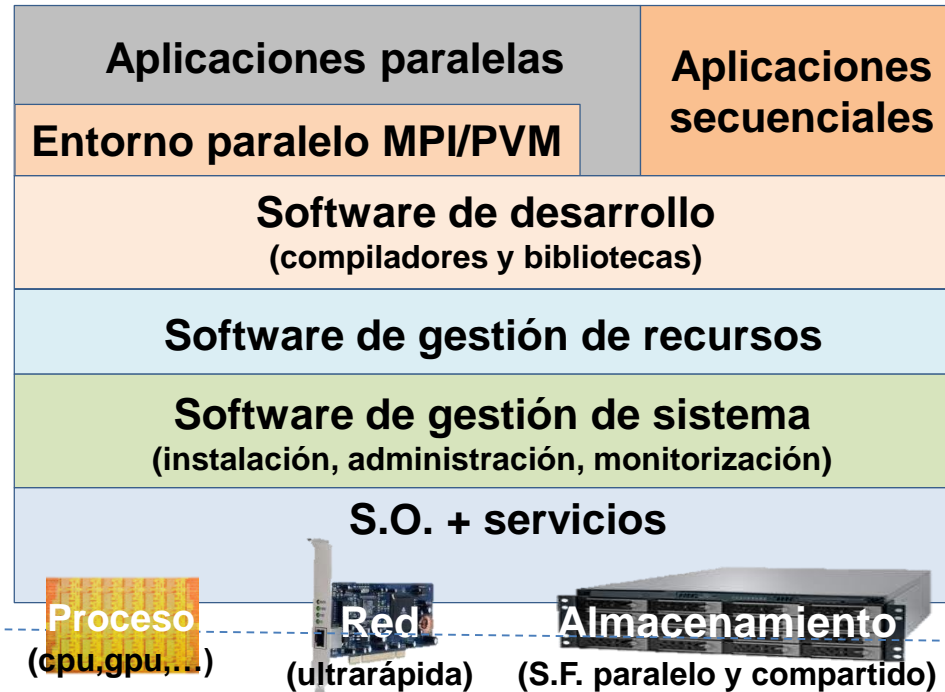 Aplicaciones paralelas
Aplicaciones
secuenciales
Entorno paralelo MPI/PVM
Software de desarrollo
(compiladores y bibliotecas)
Software de gestión de recursos
Software de gestión de sistema
(instalación, administración, monitorización)
S.O. + servicios
Proceso
(cpu,gpu,…)
Red
(ultrarápida)
Almacenamiento
(S.F. paralelo y compartido)